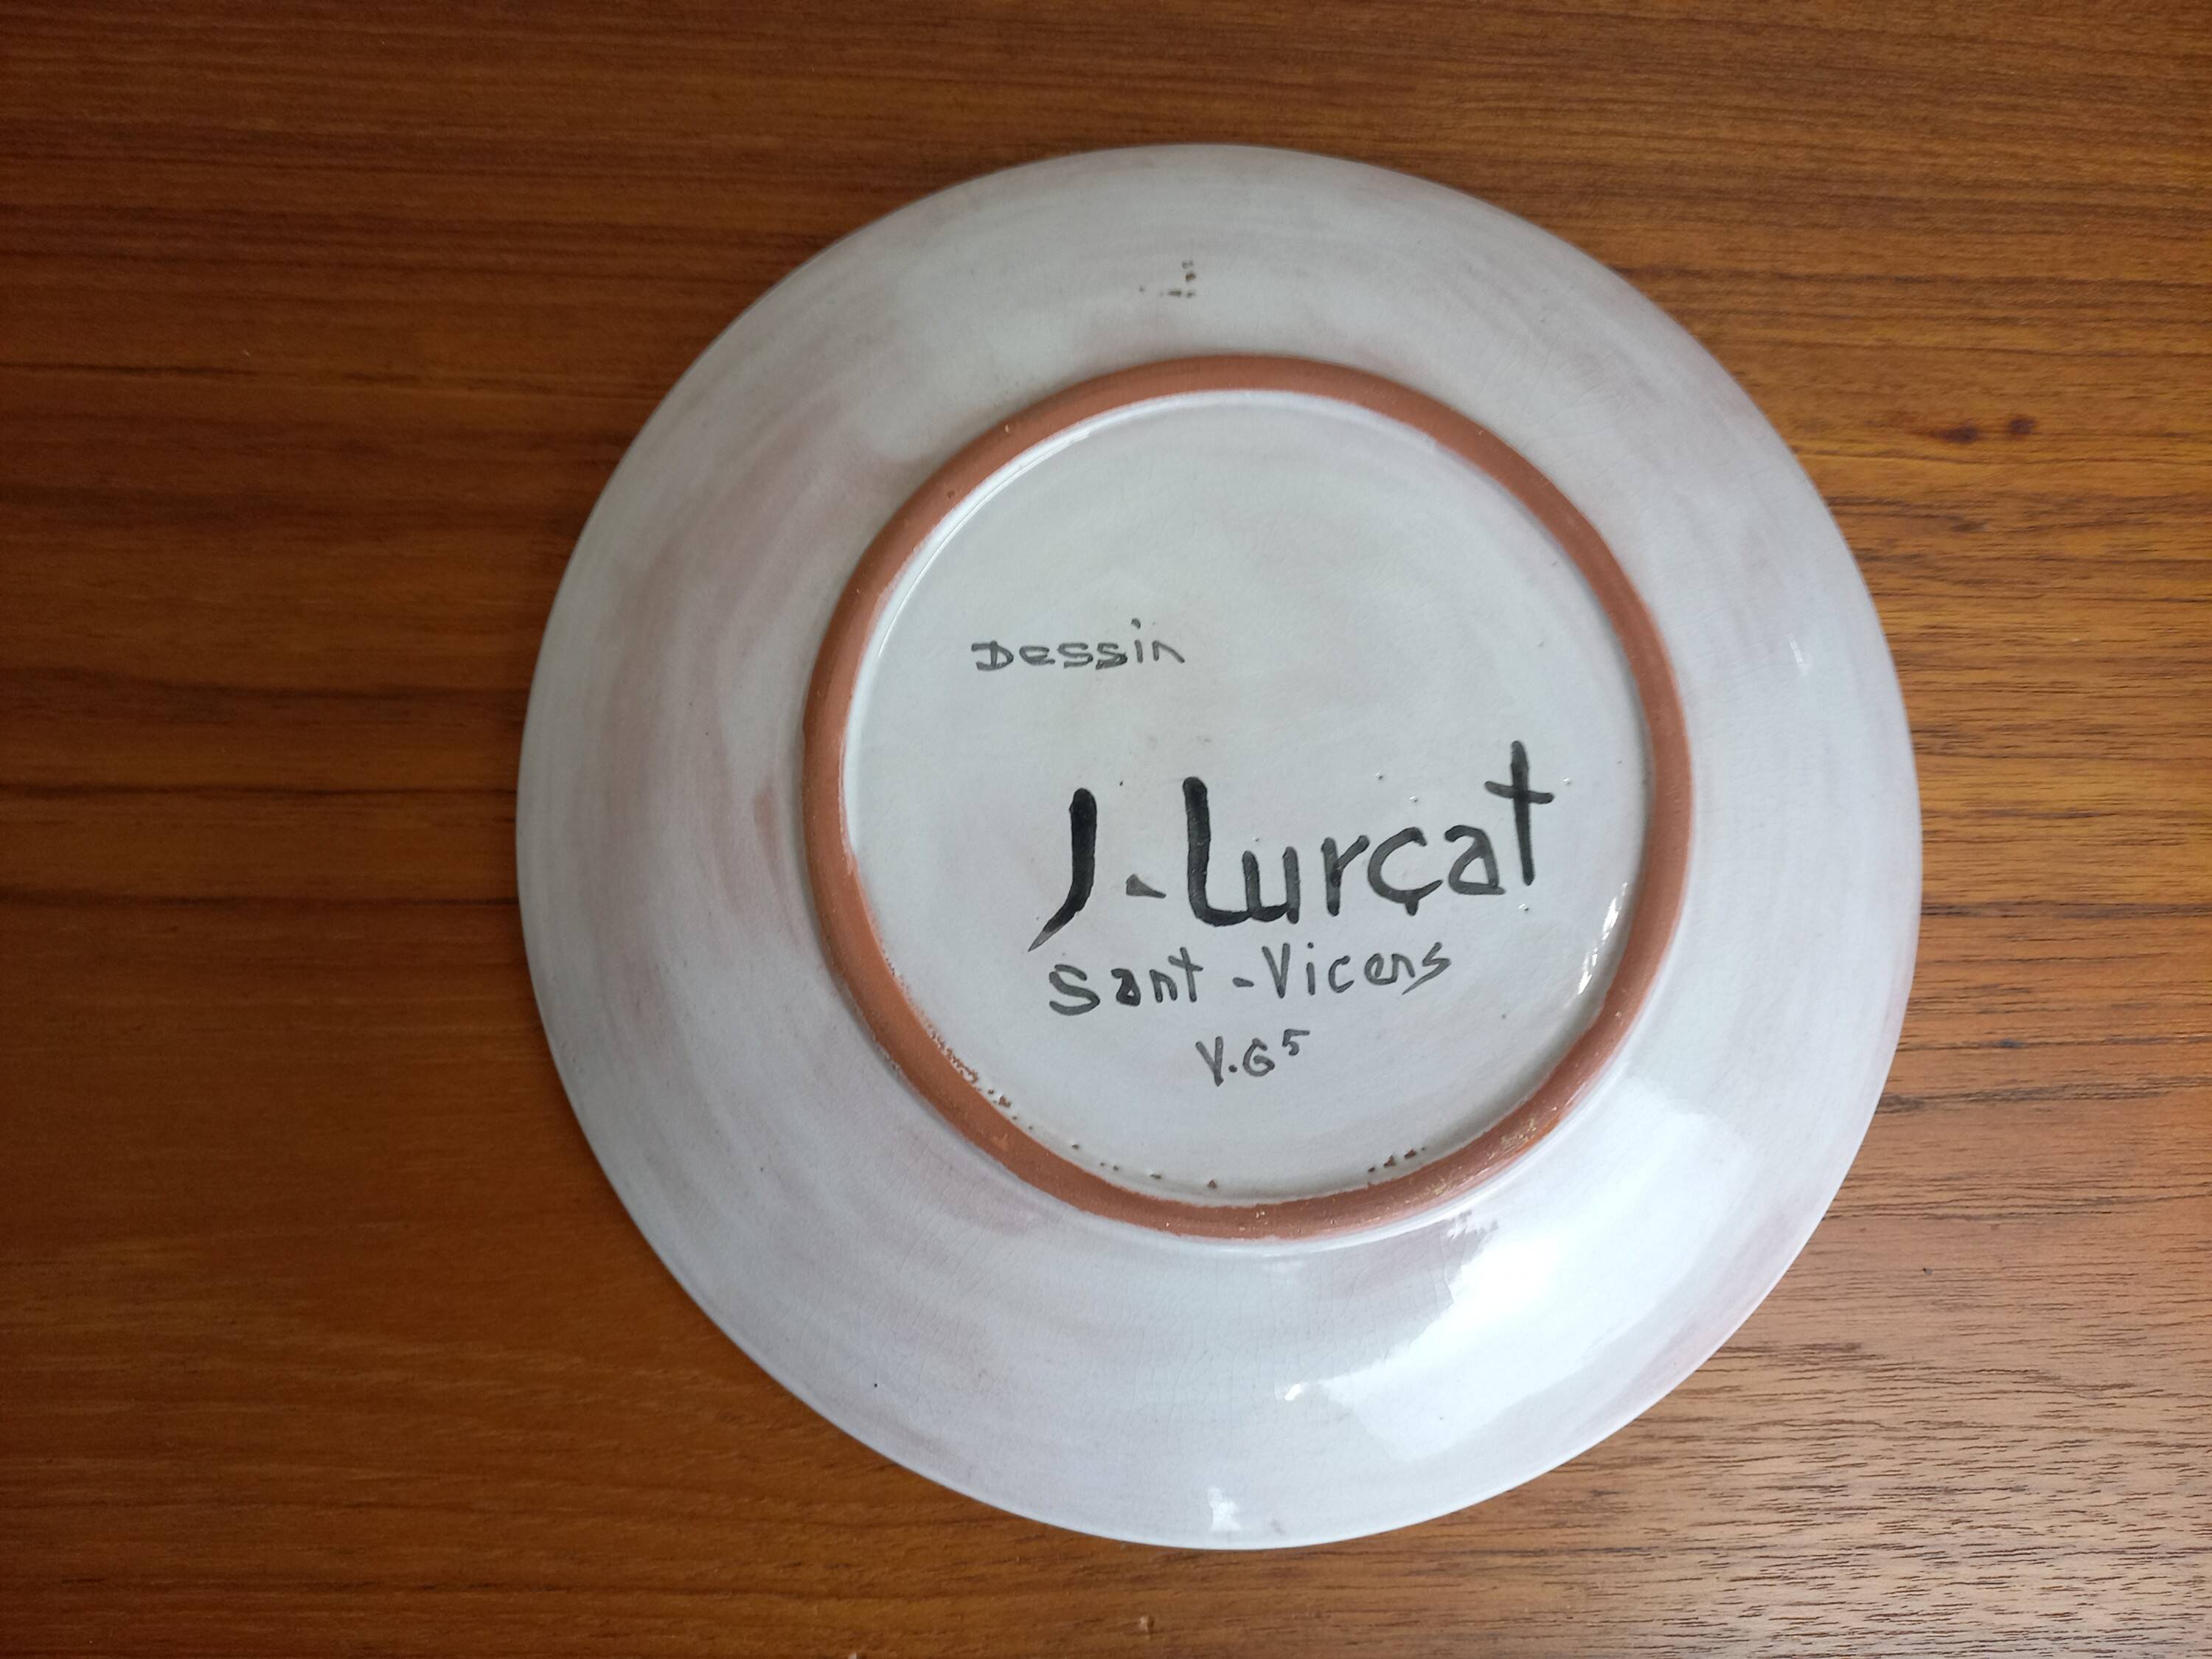 Dessin
J. Lurçat
Sant-Vicens
V.G5